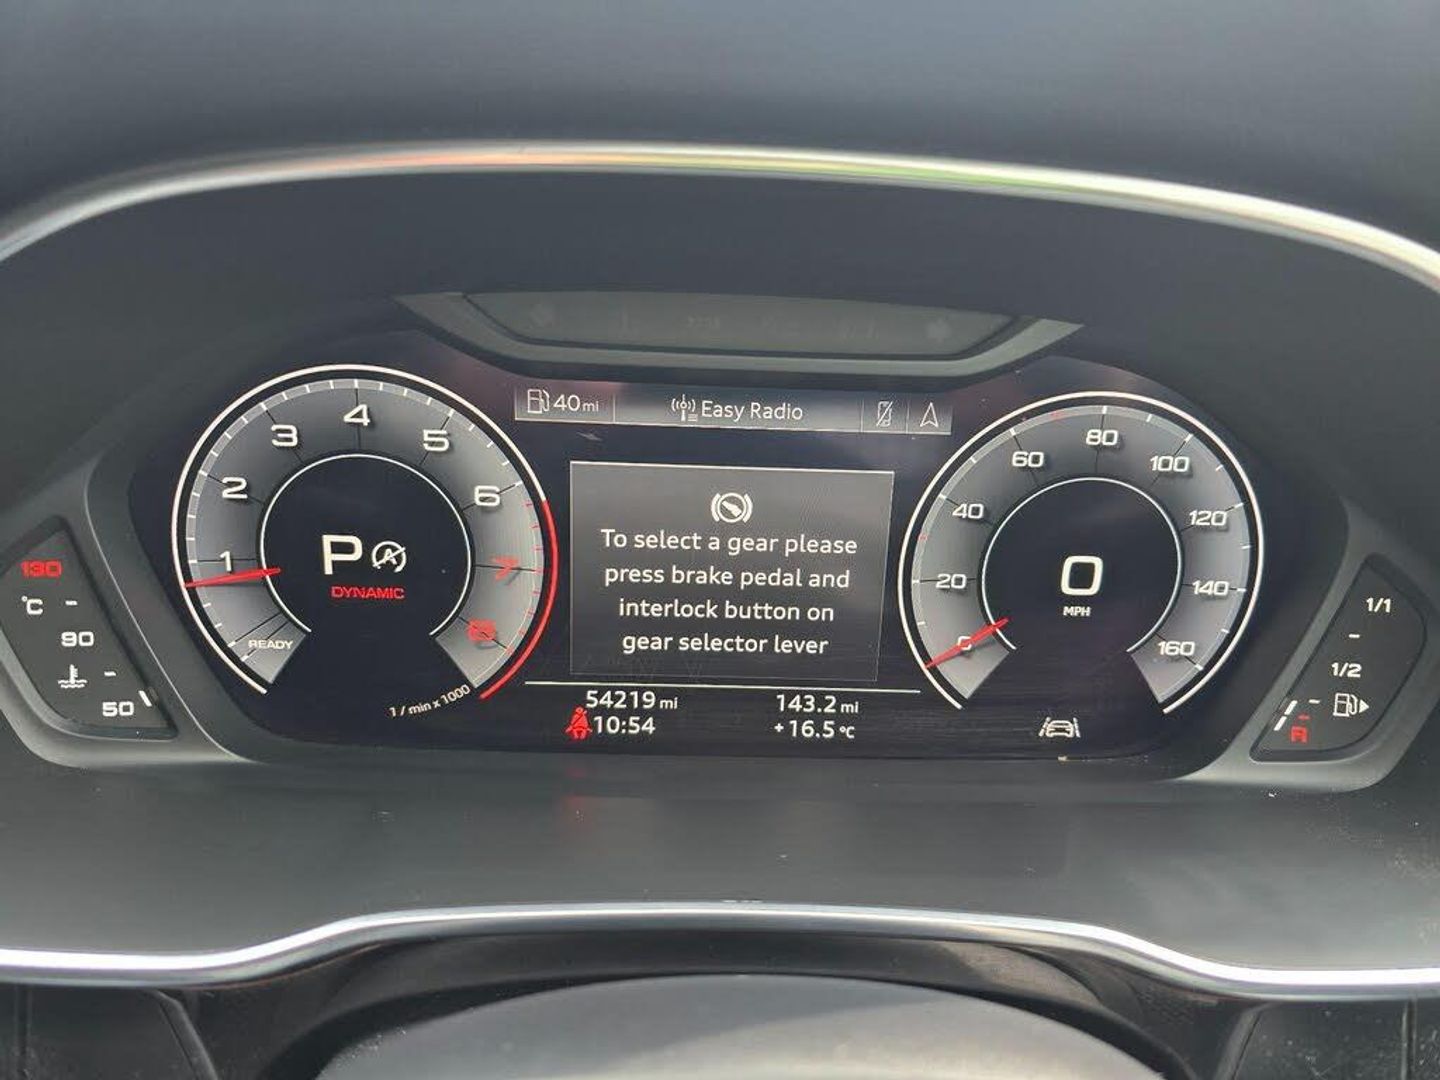 40 mi
Easy Radio
1
2
3
4
5
6
7
8
READY
1 / min x 1000
P
A
DYNAMIC
To select a gear please
press brake pedal and
interlock button on
gear selector lever
54219 mi
143.2 mi
10:54
+16.5 °C
0
20
40
60
80
100
120
140
160
0
MPH
130
°C
90
50
1/1
1/2
R